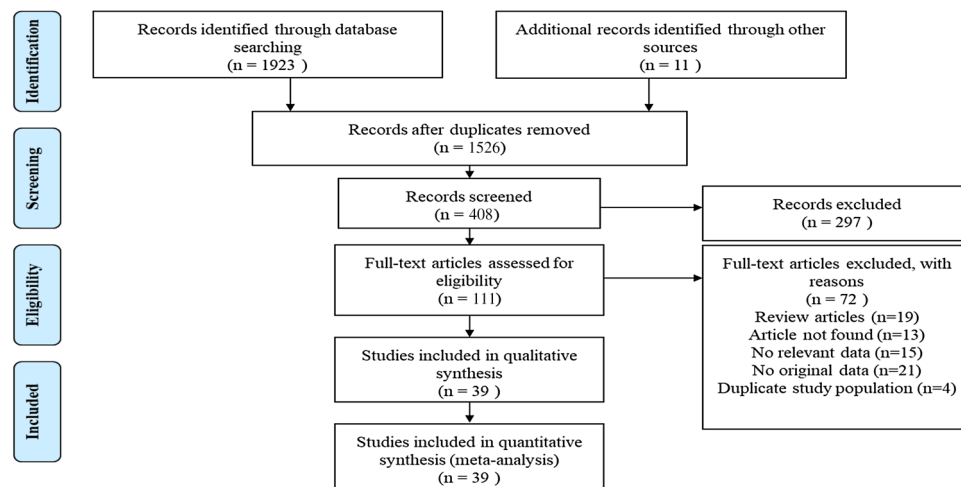 Identification
Records identified through database
searching
(n = 1923 )
Additional records identified through other
sources
(n = 11 )
Screening
Records after duplicates removed
(n = 1526)
Records screened
(n = 408)
Records excluded
(n = 297 )
Eligibility
Full-text articles assessed for
eligibility
(n = 111)
Full-text articles excluded, with
reasons
(n = 72 )
Review articles (n=19)
Article not found (n=13)
No relevant data (n=15)
No original data (n=21)
Duplicate study population (n=4)
Included
Studies included in qualitative
synthesis
(n = 39 )
Studies included in quantitative
synthesis (meta-analysis)
(n = 39 )